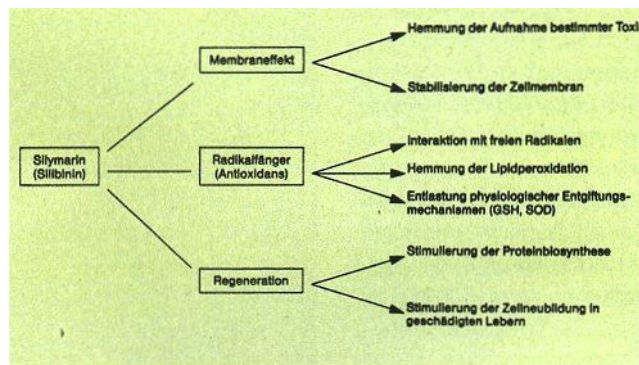 Hemmung der Aufnahme bestimmter Toxi
Membraneffekt
Stabilisierung der Zellmembran
Interaktion mit freien Radikalen
Silymarin
(Silibinin)
Radikalfänger
(Antioxidans)
Hemmung der Lipidperoxidation
Entlastung physiologischer Entgiftungs-
mechanismen (GSH, SOD)
Stimulierung der Proteinbiosynthese
Regeneration
Stimulierung der Zellneubildung in
geschädigten Lebern